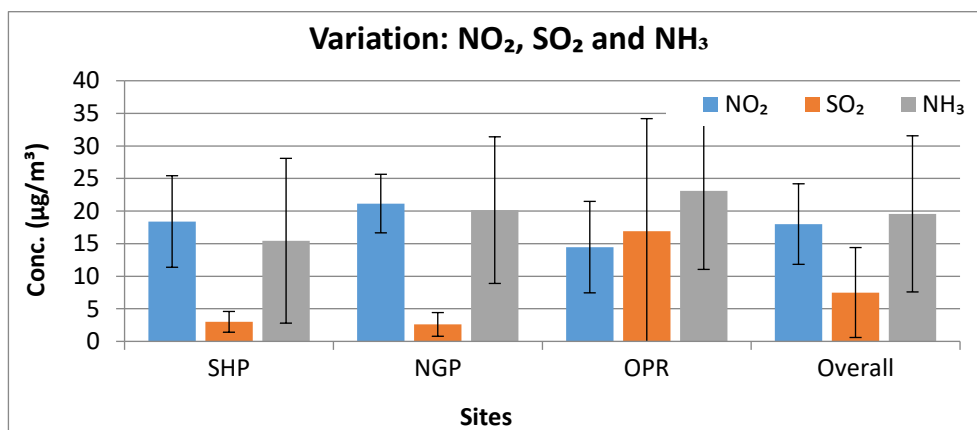 Variation: NO₂, SO₂ and NH₃
Conc. (µg/m³)
40
35
30
25
20
15
10
5
0
NO₂ SO₂ NH₃
SHP NGP OPR Overall
Sites